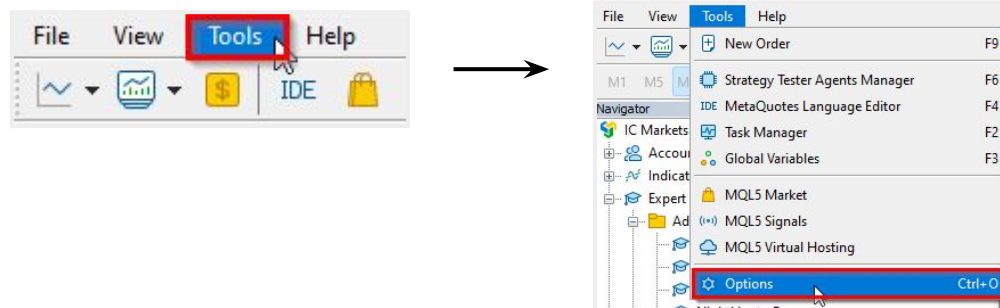 File View Tools Help
IDE
File View Tools Help
New Order F9
M1 M5 M
Strategy Tester Agents Manager F6
Navigator
IDE MetaQuotes Language Editor F4
IC Markets
Task Manager F2
Accou
Global Variables F3
Indicat
Expert
MQL5 Market
Ad
MQL5 Signals
MQL5 Virtual Hosting
Options Ctrl+O